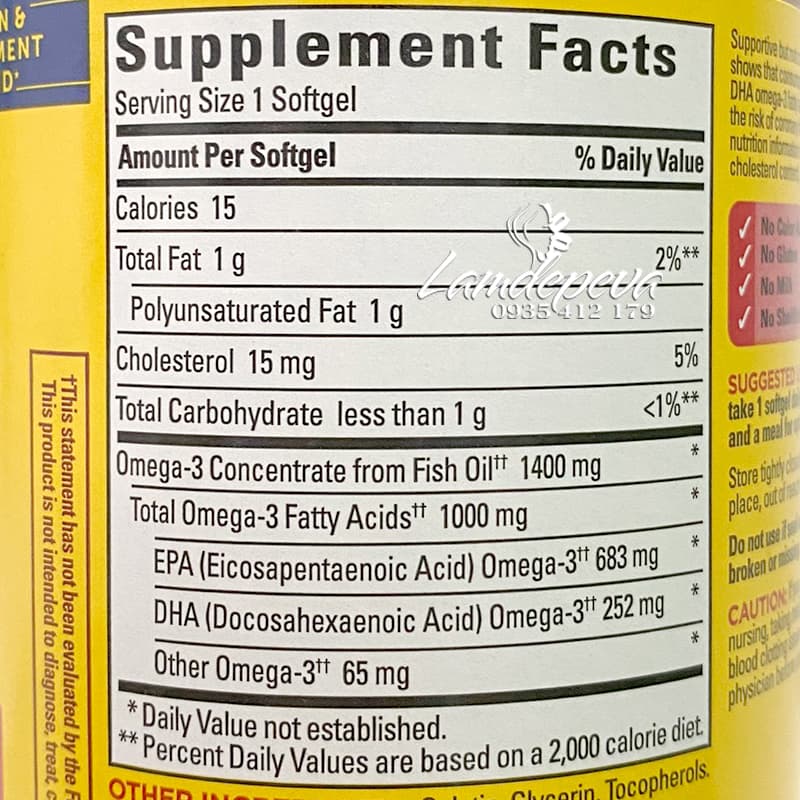 N &
MENT
D*
Supplement Facts
Serving Size 1 Softgel
Amount Per Softgel % Daily Value
Calories 15
Total Fat 1 g 2%**
Polyunsaturated Fat 1 g
Cholesterol 15 mg 5%
Total Carbohydrate less than 1 g <1%**
Omega-3 Concentrate from Fish Oil†† 1400 mg *
Total Omega-3 Fatty Acids†† 1000 mg *
EPA (Eicosapentaenoic Acid) Omega-3†† 683 mg *
DHA (Docosahexaenoic Acid) Omega-3†† 252 mg *
Other Omega-3†† 65 mg *
* Daily Value not established.
** Percent Daily Values are based on a 2,000 calorie diet.
OTHER Glycerin, Tocopherols.
Lamdepeva
0935 412 179
†This statement has not been evaluated by the
This product is not intended to diagnose, treat,
Supportive but
shows that
DHA omega-3
the risk of
nutrition
cholesterol
✓ No
✓ No
✓ No Milk
✓ No
SUGGESTED
take 1 softgel
and a meal
Store tightly
place, out of
Do not use if
broken or
CAUTION:
nursing, taking
blood
physician